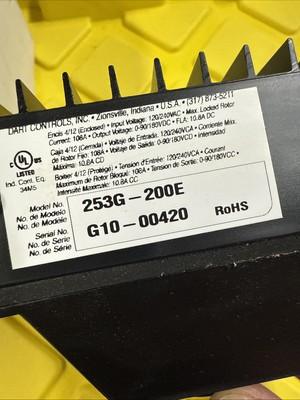 DART CONTROLS, INC. • Zionsville, Indiana • U.S.A. • (317) 873-5211
Encls 4/12 (Enclosed) • Input Voltage: 120/240VAC • Max. Locked Rotor
Current: 106A • Output Voltage: 0-90/180VDC • FLA: 10.8A DC
Caja 4/12 (Cerrada) • Voltaje de Entrada: 120/240VCA • Corriente Máx.
de Rotor Fijo: 106A • Voltaje de Salida: 0-90/180VCD • Intensidad
Máxima: 10.8A CD
Boitier 4/12 (Protégé) • Tension d'Entrée: 120/240VCA • Courant
Maximum de Rotor Bloqué: 106A • Tension de Sortie: 0-90/180VCC •
Intensité Maximale: 10.8A CC
c UL US
LISTED
Ind. Cont. Eq.
34M5
Model No.
No. de Modelo
No. de Modèle
253G-200E
Serial No.
No. de Serie
No. de Série
G10-00420
RoHS